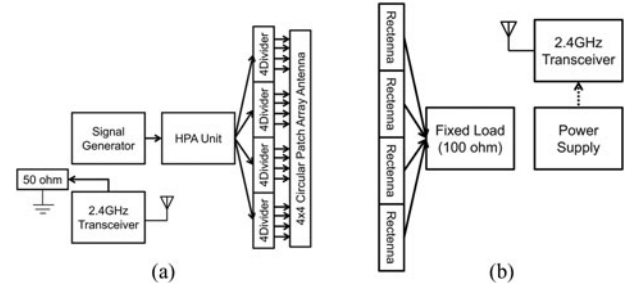 (a)
Signal
Generator
HPA Unit
4Divider
4Divider
4Divider
4Divider
4x4 Circular Patch Array Antenna
50 ohm
2.4GHz
Transceiver
(b)
Rectenna
Rectenna
Rectenna
Rectenna
Fixed Load
(100 ohm)
2.4GHz
Transceiver
Power
Supply
(a)
(b)